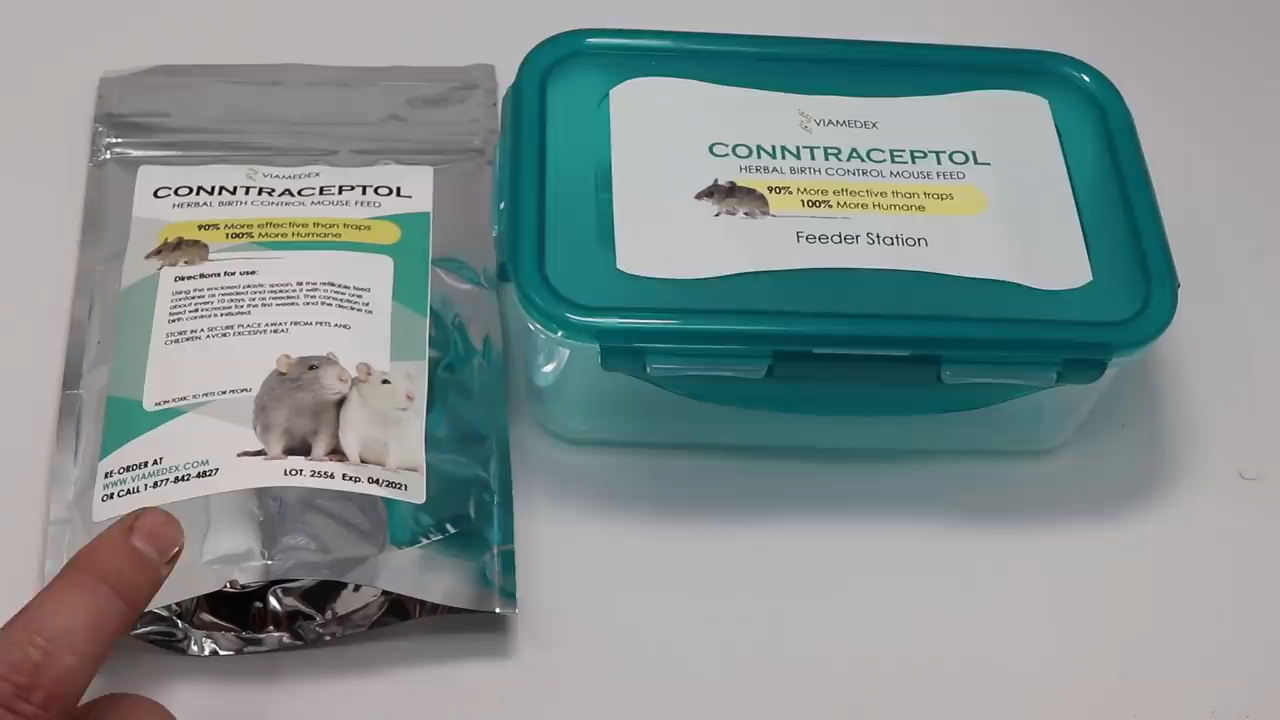 VIAMEDEX
CONNTRACEPTOL
HERBAL BIRTH CONTROL MOUSE FEED
90% More effective than traps
100% More Humane
Directions for use:
Using the enclosed plastic spoon, fill the refillable feed
container as needed and replace it with a new one
about every 10 days, or as needed. The consuption of
feed will increase for the first weeks, and the decline as
birth control is initiated.
STORE IN A SECURE PLACE AWAY FROM PETS AND
CHILDREN. AVOID EXCESIVE HEAT.
NON-TOXIC TO PETS OR PEOPLE
RE-ORDER AT
WWW.VIAMEDEX.COM
OR CALL 1-877-842-4827
LOT. 2556 Exp. 04/2021
VIAMEDEX
CONNTRACEPTOL
HERBAL BIRTH CONTROL MOUSE FEED
90% More effective than traps
100% More Humane
Feeder Station